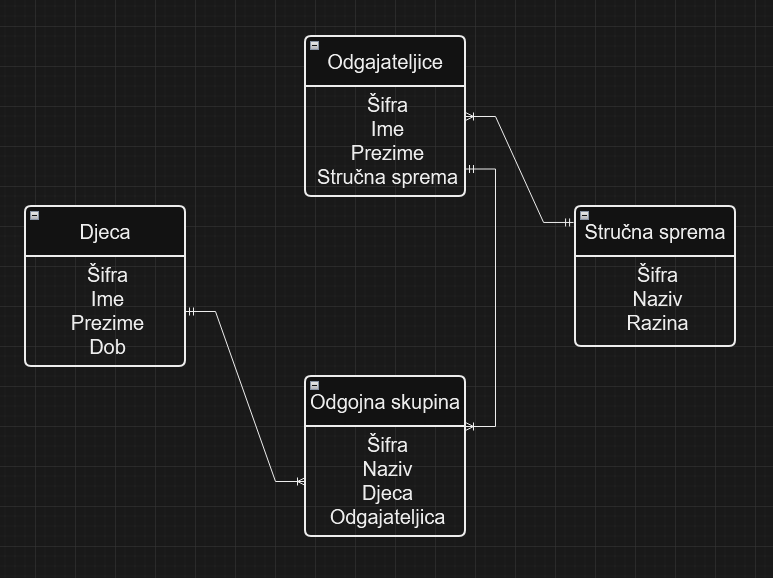 Odgajateljice
Šifra
Ime
Prezime
Stručna sprema
Djeca
Šifra
Ime
Prezime
Dob
Stručna sprema
Šifra
Naziv
Razina
Odgojna skupina
Šifra
Naziv
Djeca
Odgajateljica